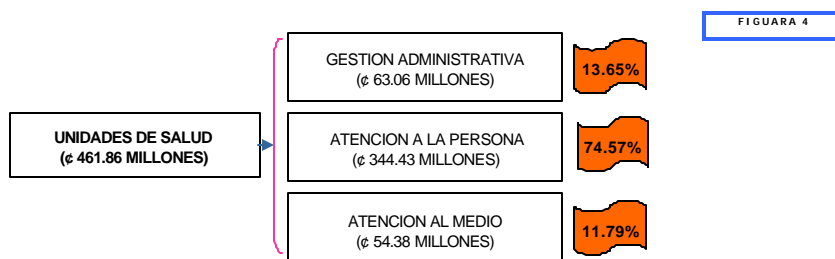 FIGUARA 4
GESTION ADMINISTRATIVA
(¢ 63.06 MILLONES)
13.65%
UNIDADES DE SALUD
(¢ 461.86 MILLONES)
ATENCION A LA PERSONA
(¢ 344.43 MILLONES)
74.57%
ATENCION AL MEDIO
(¢ 54.38 MILLONES)
11.79%